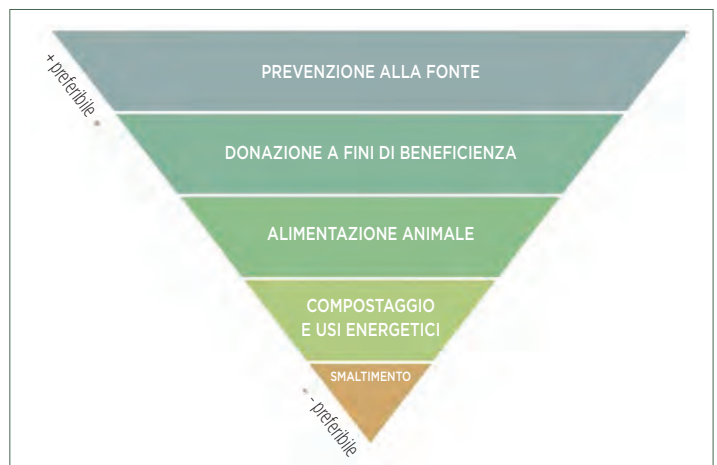 PREVENZIONE ALLA FONTE
+ preferibile
DONAZIONE A FINI DI BENEFICIENZA
ALIMENTAZIONE ANIMALE
COMPOSTAGGIO
E USI ENERGETICI
SMALTIMENTO
- preferibile